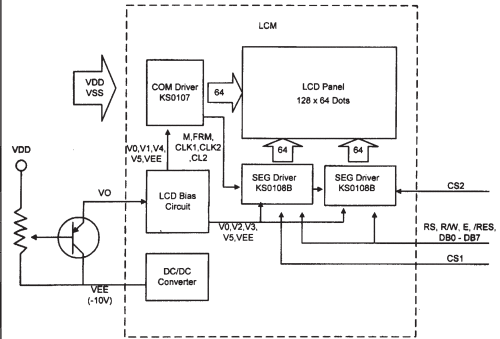 LCM
VDD
VSS
COM Driver
KS0107
64
LCD Panel
128 x 64 Dots
M,FRM,
CLK1,CLK2
,CL2
V0,V1,V4,
V5,VEE
64
64
VDD
SEG Driver
KS0108B
SEG Driver
KS0108B
CS2
VO
LCD Bias
Circuit
V0,V2,V3,
V5,VEE
RS, R/W, E, /RES,
DB0 - DB7
CS1
DC/DC
Converter
VEE
(-10V)